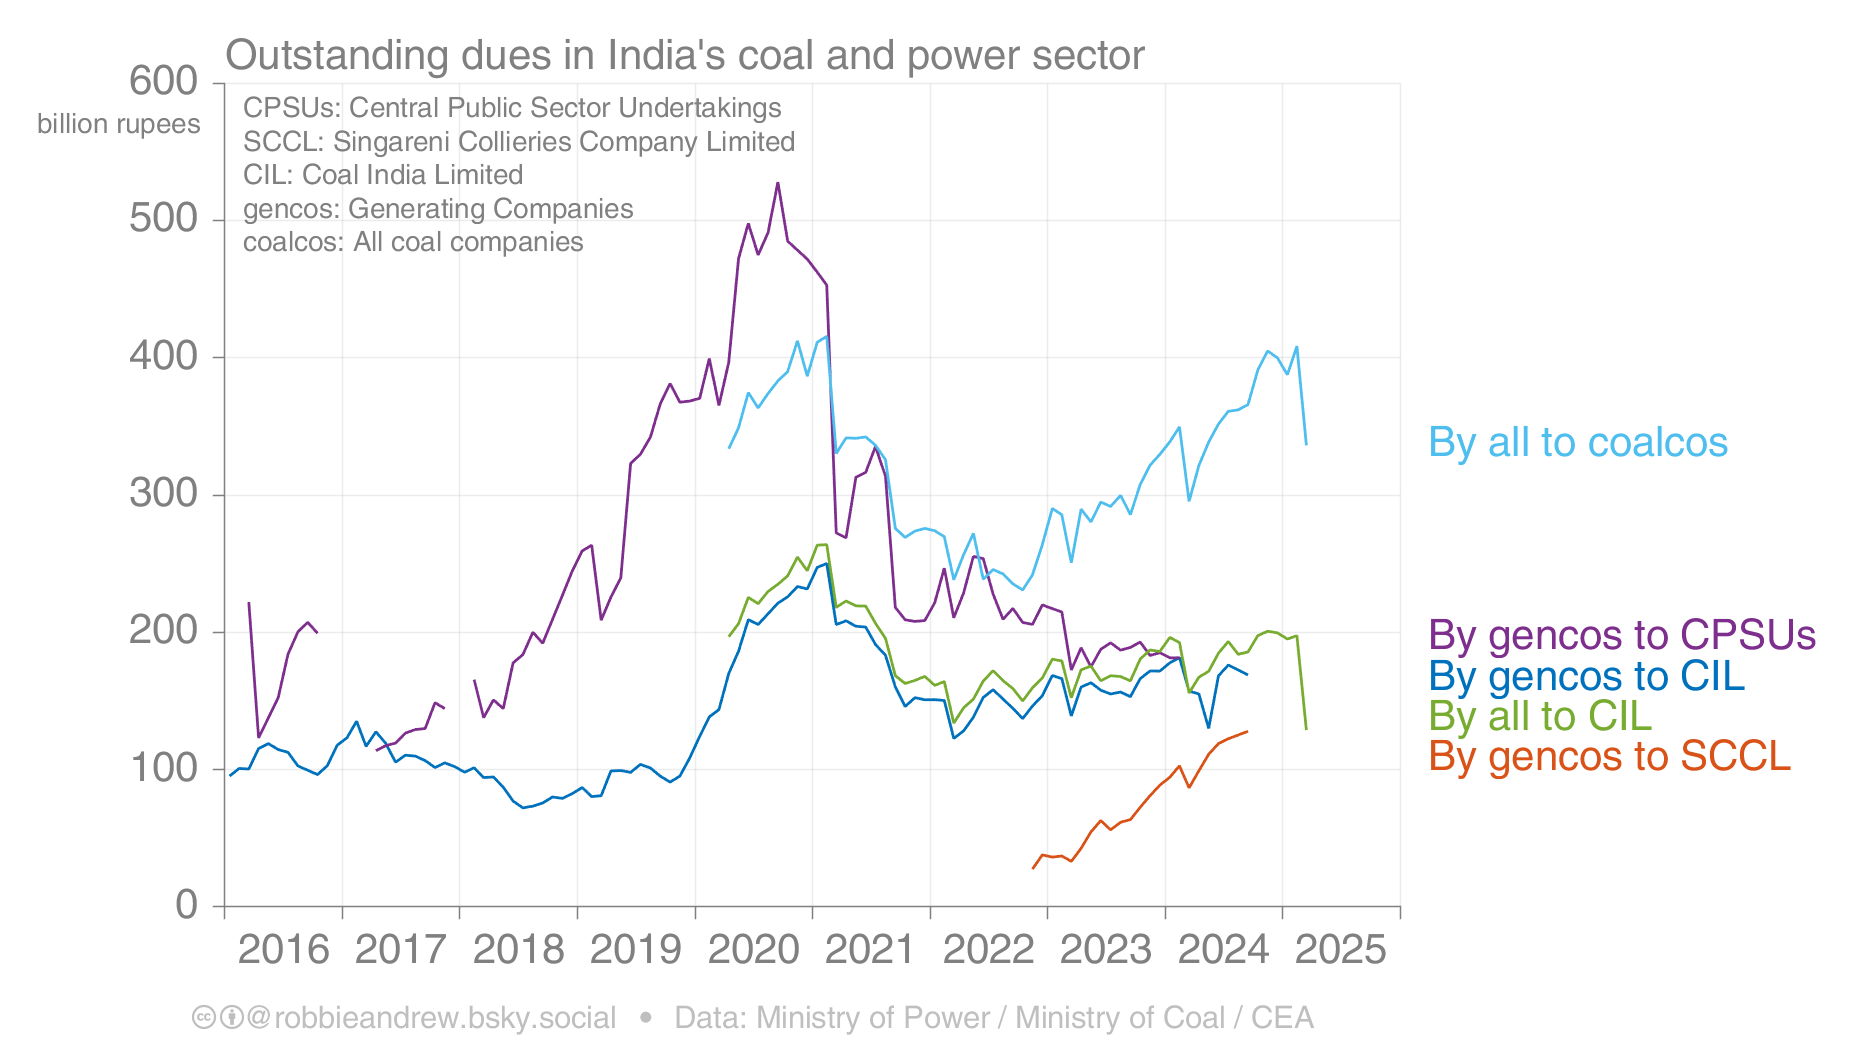 Outstanding dues in India's coal and power sector
600
billion rupees
CPSUs: Central Public Sector Undertakings
SCCL: Singareni Collieries Company Limited
CIL: Coal India Limited
gencos: Generating Companies
coalcos: All coal companies
500
400
300
200
100
0
By all to coalcos
By gencos to CPSUs
By gencos to CIL
By all to CIL
By gencos to SCCL
2016 2017 2018 2019 2020 2021 2022 2023 2024 2025
cc @robbieandrew.bsky.social • Data: Ministry of Power / Ministry of Coal / CEA